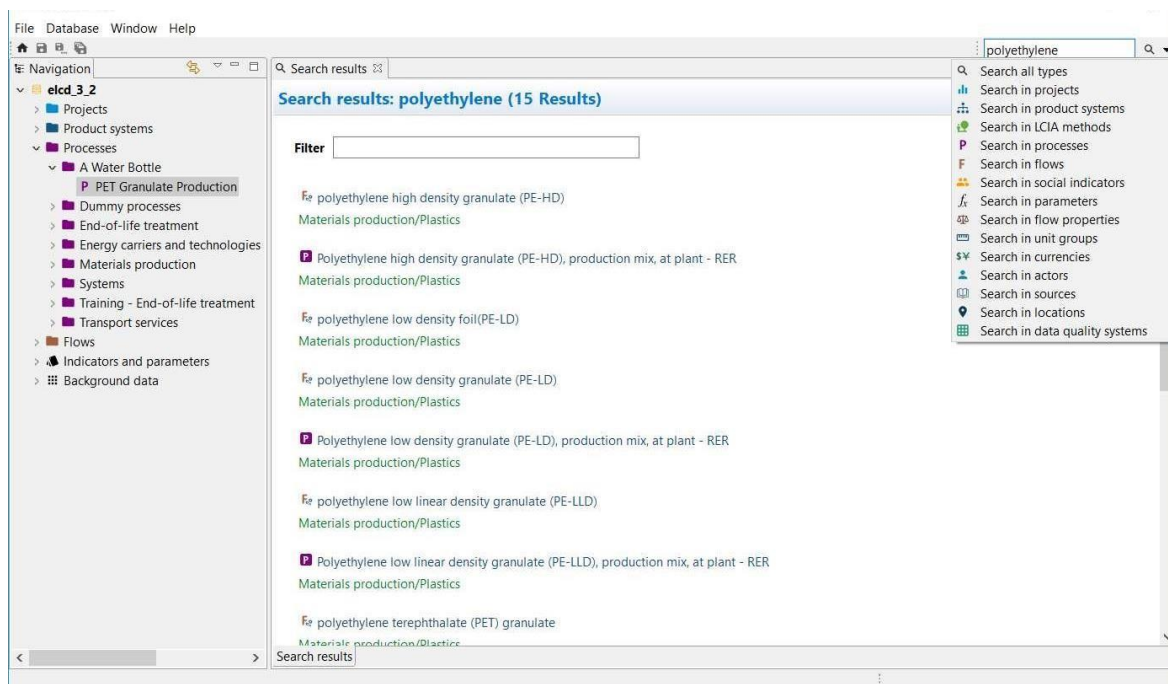 File Database Window Help
polyethylene
Navigation
elcd_3_2
Projects
Product systems
Processes
A Water Bottle
P PET Granulate Production
Dummy processes
End-of-life treatment
Energy carriers and technologies
Materials production
Systems
Training - End-of-life treatment
Transport services
Flows
Indicators and parameters
Background data
Search results
Search results: polyethylene (15 Results)
Filter
polyethylene high density granulate (PE-HD)
Materials production/Plastics
P Polyethylene high density granulate (PE-HD), production mix, at plant - RER
Materials production/Plastics
polyethylene low density foil(PE-LD)
Materials production/Plastics
polyethylene low density granulate (PE-LD)
Materials production/Plastics
P Polyethylene low density granulate (PE-LD), production mix, at plant - RER
Materials production/Plastics
polyethylene low linear density granulate (PE-LLD)
Materials production/Plastics
P Polyethylene low linear density granulate (PE-LLD), production mix, at plant - RER
Materials production/Plastics
polyethylene terephthalate (PET) granulate
Materials production/Plastics
Search results
Search all types
Search in projects
Search in product systems
Search in LCIA methods
P Search in processes
F Search in flows
Search in social indicators
fx Search in parameters
Search in flow properties
Search in unit groups
$¥ Search in currencies
Search in actors
Search in sources
Search in locations
Search in data quality systems